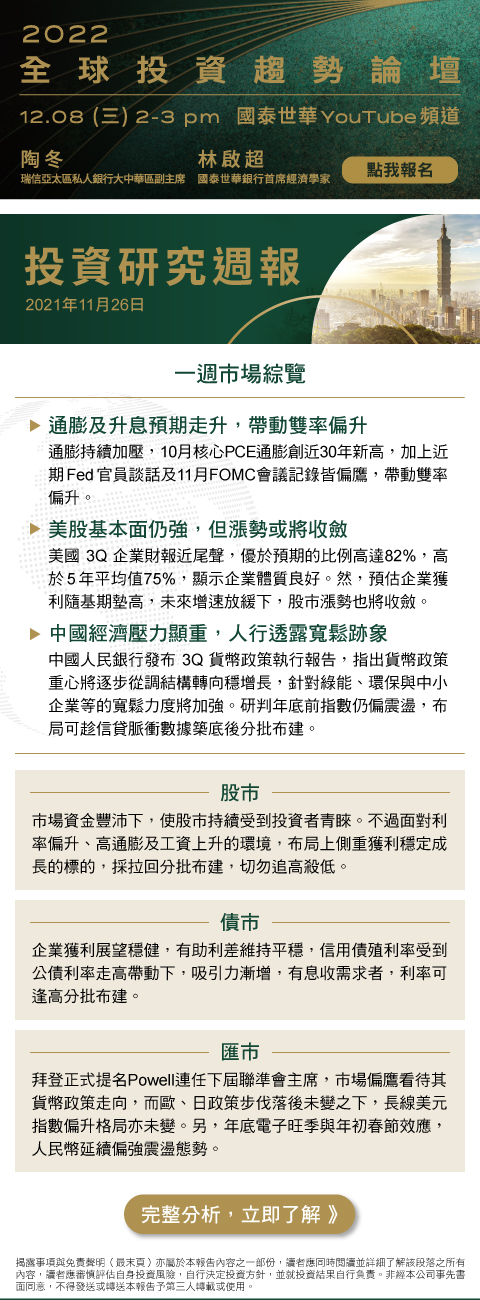 2022
全球投資趨勢論壇
12.08 (三) 2-3 pm 國泰世華YouTube頻道
陶冬
瑞信亞太區私人銀行大中華區副主席
林啟超
國泰世華銀行首席經濟學家
點我報名
投資研究週報
2021年11月26日
一週市場綜覽
通膨及升息預期走升，帶動雙率偏升
通膨持續加壓，10月核心PCE通膨創近30年新高，加上近
期Fed官員談話及11月FOMC會議記錄皆偏鷹，帶動雙率
偏升。
美股基本面仍強，但漲勢或將收斂
美國 3Q 企業財報近尾聲，優於預期的比例高達82%，高
於5年平均值75%，顯示企業體質良好。然，預估企業獲
利隨基期墊高，未來增速放緩下，股市漲勢也將收斂。
中國經濟壓力顯重，人行透露寬鬆跡象
中國人民銀行發布 3Q 貨幣政策執行報告，指出貨幣政策
重心將逐步從調結構轉向穩增長，針對綠能、環保與中小
企業等的寬鬆力度將加強。研判年底前指數仍偏震盪，布
局可趁信貸脈衝數據築底後分批布建。
股市
市場資金豐沛下，使股市持續受到投資者青睞。不過面對利
率偏升、高通膨及工資上升的環境，布局上側重獲利穩定成
長的標的，採拉回分批布建，切勿追高殺低。
債市
企業獲利展望穩健，有助利差維持平穩，信用債殖利率受到
公債利率走高帶動下，吸引力漸增，有息收需求者，利率可
逢高分批布建。
匯市
拜登正式提名Powell連任下屆聯準會主席，市場偏鷹看待其
貨幣政策走向，而歐、日政策步伐落後未變之下，長線美元
指數偏升格局亦未變。另，年底電子旺季與年初春節效應，
人民幣延續偏強震盪態勢。
完整分析，立即了解 》
揭露事項與免責聲明（最末頁）亦屬於本報告內容之一部份，讀者應同時閱讀並詳細了解該段落之所有
內容，讀者應審慎評估自身投資風險，自行決定投資方針，並就投資結果自行負責。非經本公司事先書
面同意，不得發送或轉送本報告予第三人轉載或使用。